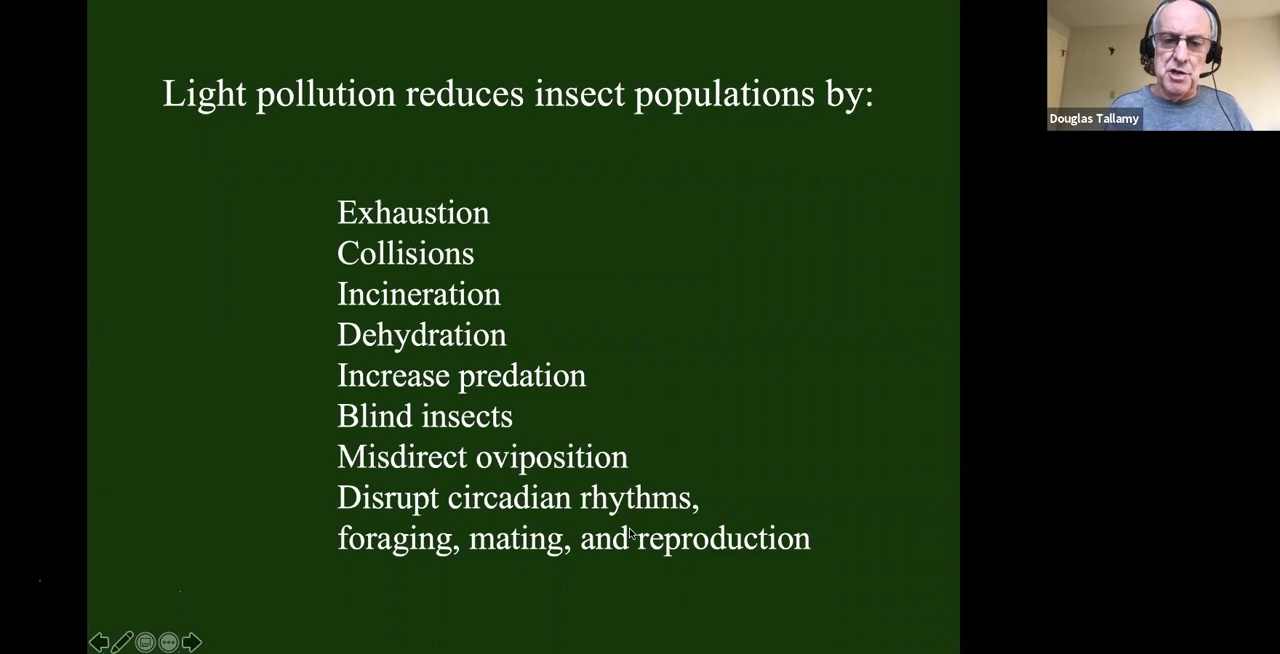 Light pollution reduces insect populations by:
Exhaustion
Collisions
Incineration
Dehydration
Increase predation
Blind insects
Misdirect oviposition
Disrupt circadian rhythms,
foraging, mating, and reproduction
Douglas Tallamy